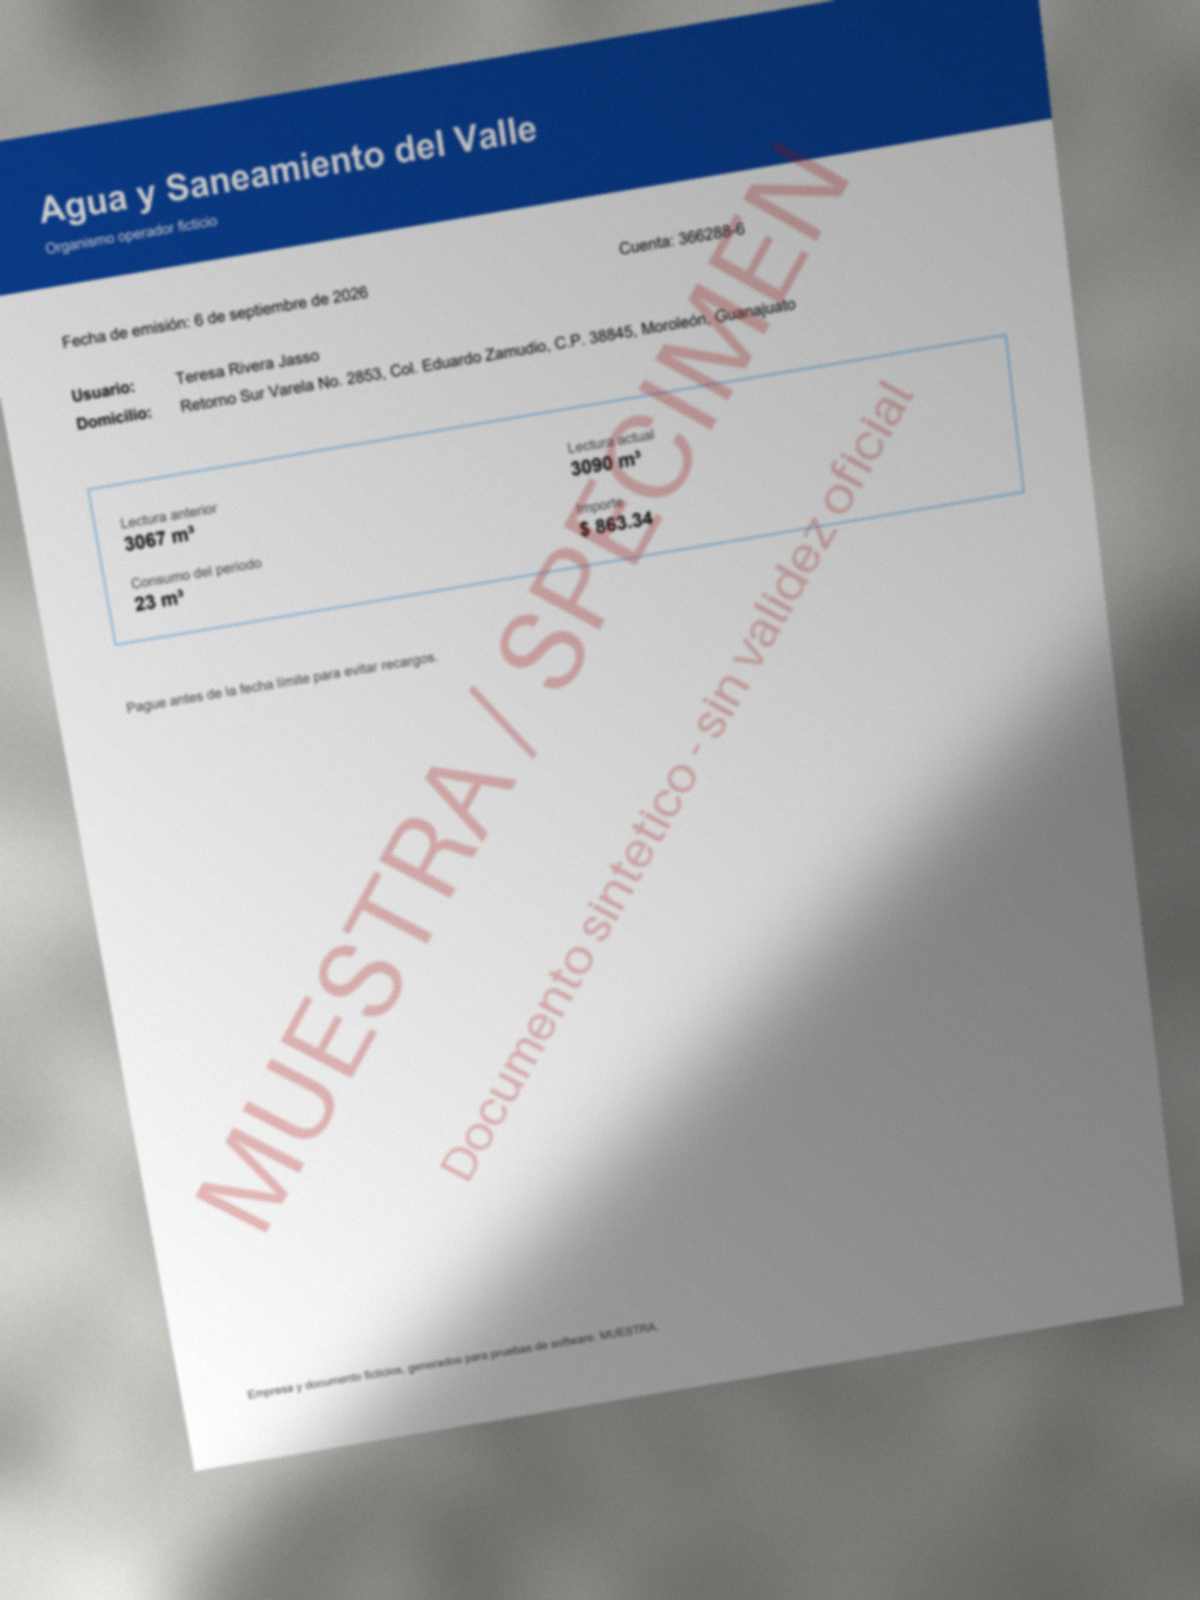 Agua y Saneamiento del Valle
Organismo operador ficticio
Fecha de emisión: 6 de septiembre de 2026
Cuenta: 366288-6
Usuario: Teresa Rivera Jasso
Domicilio: Retorno Sur Varela No. 2853, Col. Eduardo Zamudio, C.P. 38845, Moroleón, Guanajuato
Lectura anterior
3067 m³
Lectura actual
3090 m³
Consumo del periodo
23 m³
Importe
$ 863.34
Pague antes de la fecha límite para evitar recargos.
MUESTRA / SPECIMEN
Documento sintetico - sin validez oficial
Empresa y documento ficticios, generados para pruebas de software. MUESTRA.